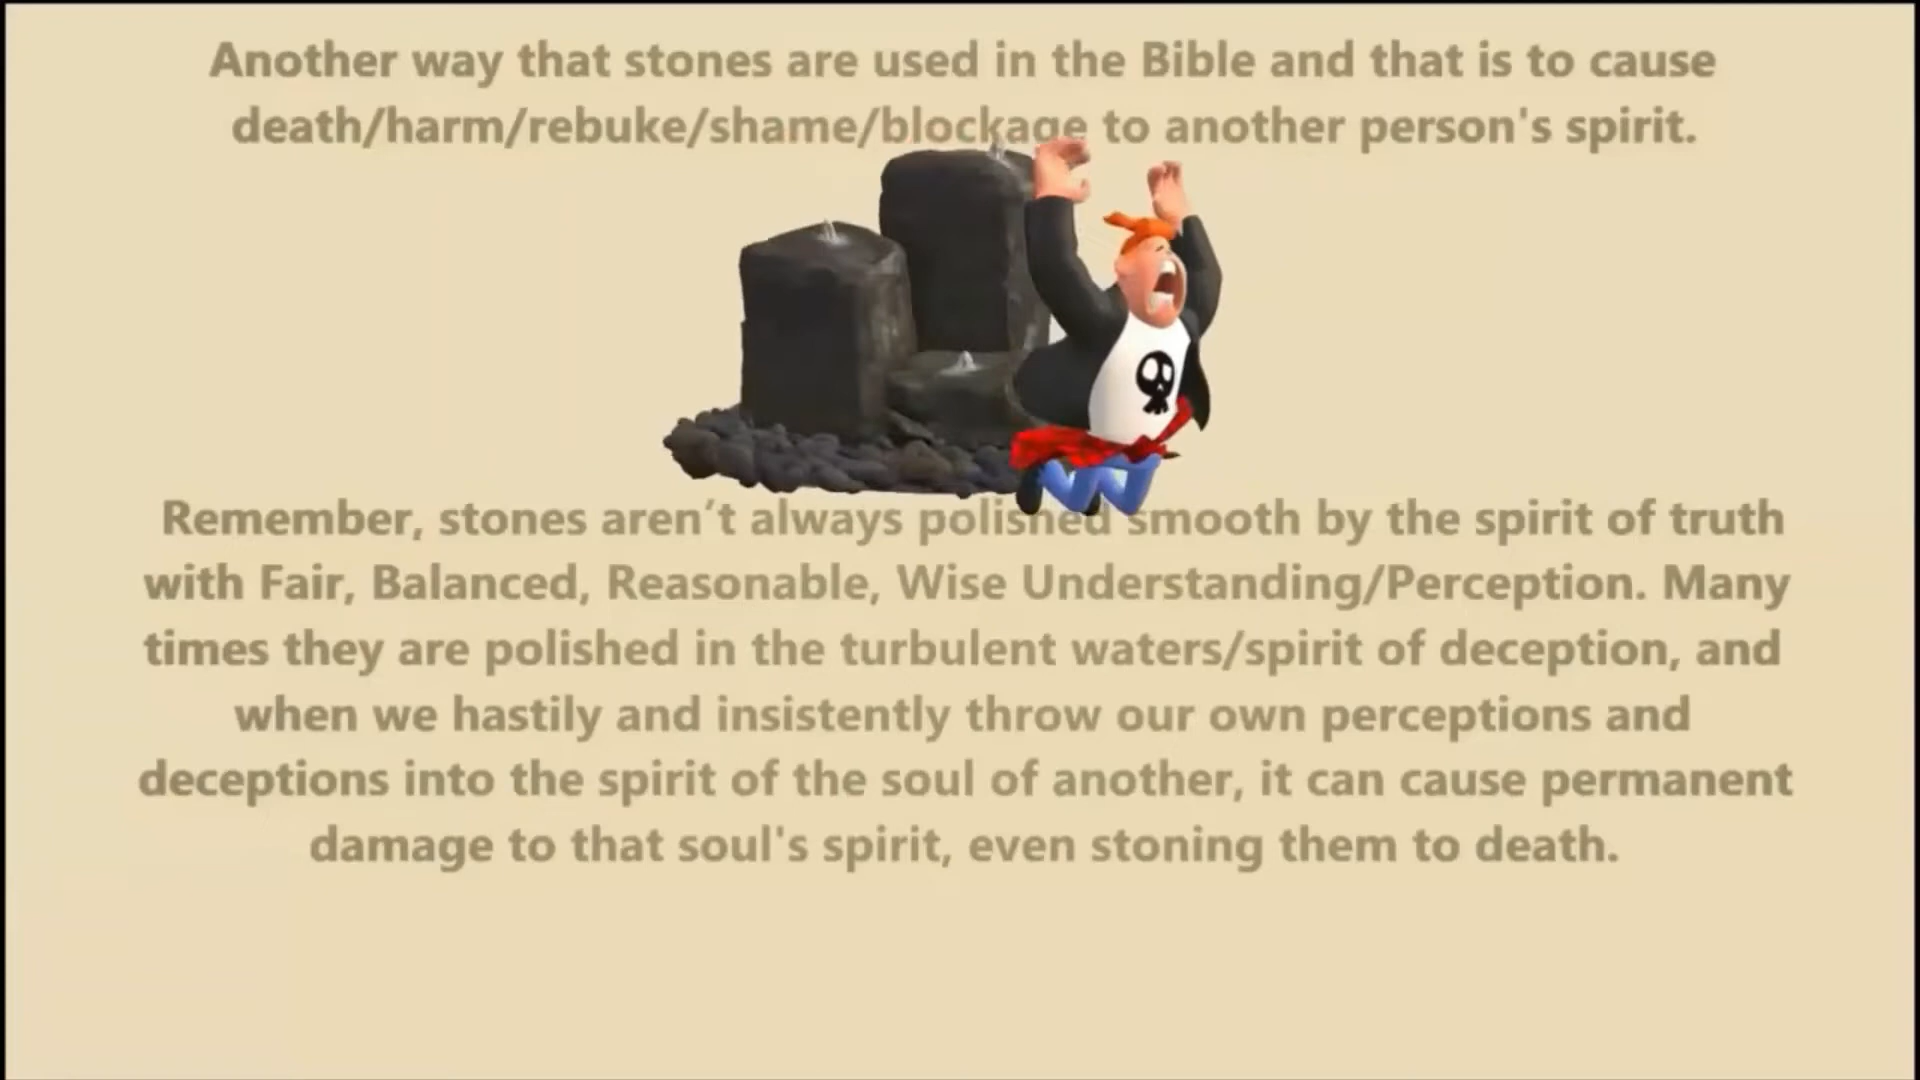 Another way that stones are used in the Bible and that is to cause
death/harm/rebuke/shame/blockage to another person's spirit.
Remember, stones aren’t always polished smooth by the spirit of truth
with Fair, Balanced, Reasonable, Wise Understanding/Perception. Many
times they are polished in the turbulent waters/spirit of deception, and
when we hastily and insistently throw our own perceptions and
deceptions into the spirit of the soul of another, it can cause permanent
damage to that soul's spirit, even stoning them to death.